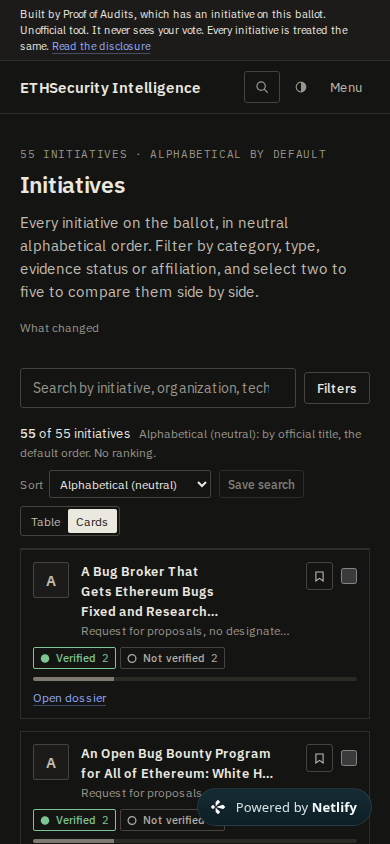 Built by Proof of Audits, which has an initiative on this ballot.
Unofficial tool. It never sees your vote. Every initiative is treated the
same. Read the disclosure
ETHSecurity Intelligence
Menu
55 INITIATIVES · ALPHABETICAL BY DEFAULT
Initiatives
Every initiative on the ballot, in neutral
alphabetical order. Filter by category, type,
evidence status or affiliation, and select two to
five to compare them side by side.
What changed
Search by initiative, organization, tech
Filters
55 of 55 initiatives Alphabetical (neutral): by official title, the
default order. No ranking.
Sort Alphabetical (neutral) Save search
Table Cards
A
A Bug Broker That
Gets Ethereum Bugs
Fixed and Research...
Request for proposals, no designate...
Verified 2 Not verified 2
Open dossier
A
An Open Bug Bounty Program
for All of Ethereum: White H...
Request for proposals
Verified 2 Not verified
Powered by Netlify